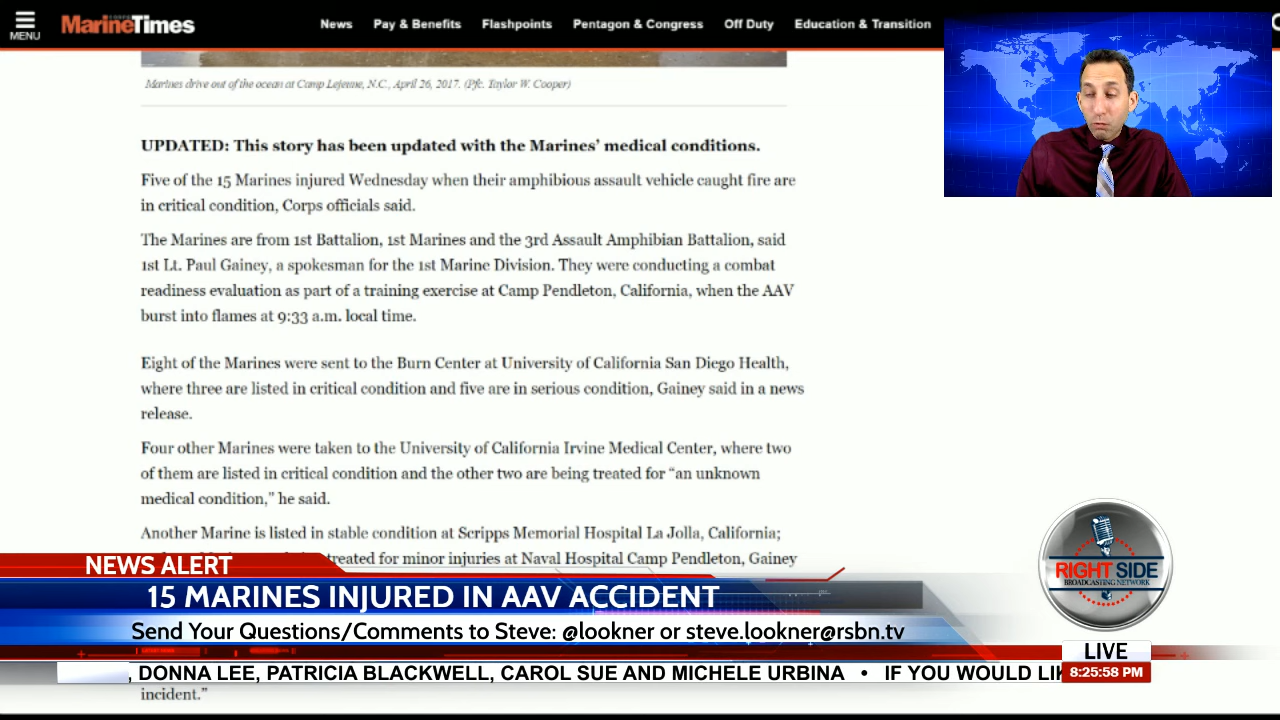 MENU
MarineTimes
News
Pay & Benefits
Flashpoints
Pentagon & Congress
Off Duty
Education & Transition
Marines drive out of the ocean at Camp Lejeune, N.C., April 26, 2017. (Pfc. Taylor W. Cooper)
UPDATED: This story has been updated with the Marines' medical conditions.
Five of the 15 Marines injured Wednesday when their amphibious assault vehicle caught fire are
in critical condition, Corps officials said.
The Marines are from 1st Battalion, 1st Marines and the 3rd Assault Amphibian Battalion, said
1st Lt. Paul Gainey, a spokesman for the 1st Marine Division. They were conducting a combat
readiness evaluation as part of a training exercise at Camp Pendleton, California, when the AAV
burst into flames at 9:33 a.m. local time.
Eight of the Marines were sent to the Burn Center at University of California San Diego Health,
where three are listed in critical condition and five are in serious condition, Gainey said in a news
release.
Four other Marines were taken to the University of California Irvine Medical Center, where two
of them are listed in critical condition and the other two are being treated for "an unknown
medical condition," he said.
Another Marine is listed in stable condition at Scripps Memorial Hospital La Jolla, California;
treated for minor injuries at Naval Hospital Camp Pendleton, Gainey
NEWS ALERT
15 MARINES INJURED IN AAV ACCIDENT
Send Your Questions/Comments to Steve: @lookner or steve.lookner@rsbn.tv
RIGHT SIDE
BROADCASTING NETWORK
LIVE
8:25:58 PM
, DONNA LEE, PATRICIA BLACKWELL, CAROL SUE AND MICHELE URBINA • IF YOU WOULD LIK
incident."